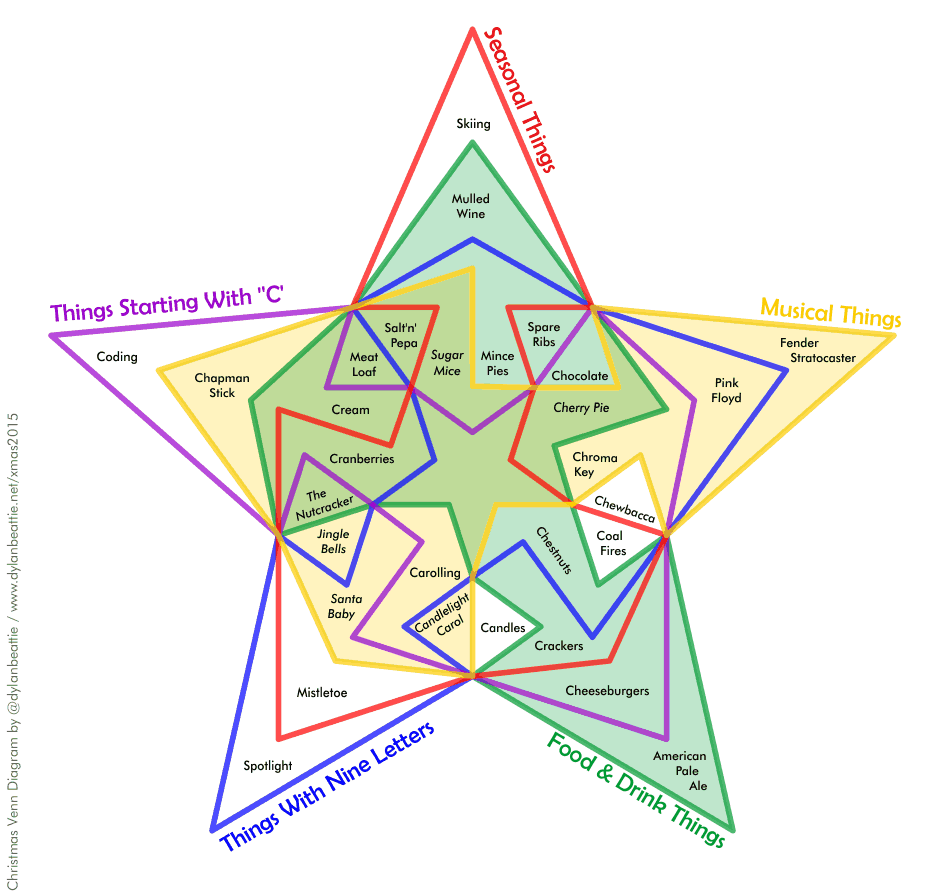 Seasonal Things
Skiing
Mulled
Wine
Things Starting With "C'
Musical Things
Coding
Fender
Stratocaster
Salt'n'
Pepa
Spare
Ribs
Meat
Loaf
Sugar
Mice
Mince
Pies
Chocolate
Chapman
Stick
Pink
Floyd
Cream
Cherry Pie
Cranberries
Chroma
Key
The
Nutcracker
Chewbacca
Jingle
Bells
Coal
Fires
Chestnuts
Carolling
Santa
Baby
Candlelight
Carol
Candles
Crackers
Mistletoe
Cheeseburgers
Spotlight
American
Pale
Ale
Things With Nine Letters
Food & Drink Things
Christmas Venn Diagram by @dylanbeattie / www.dylanbeattie.net/xmas2015